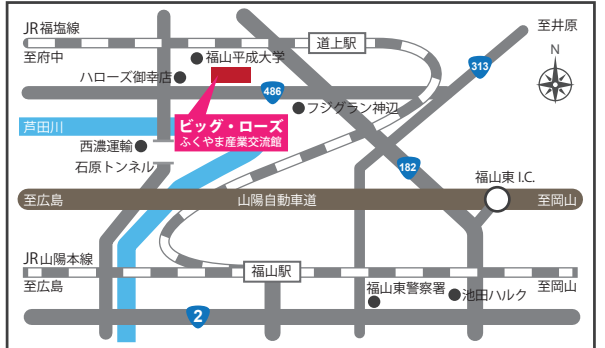 JR福塩線
至府中
道上駅
至井原
福山平成大学
ハローズ御幸店
313
N
486
フジグラン神辺
芦田川
ビッグ・ローズ
ふくやま産業交流館
西濃運輸
石原トンネル
182
福山東 I.C.
至広島
山陽自動車道
至岡山
JR山陽本線
至広島
福山駅
福山東警察署
池田ハルク
至岡山
2